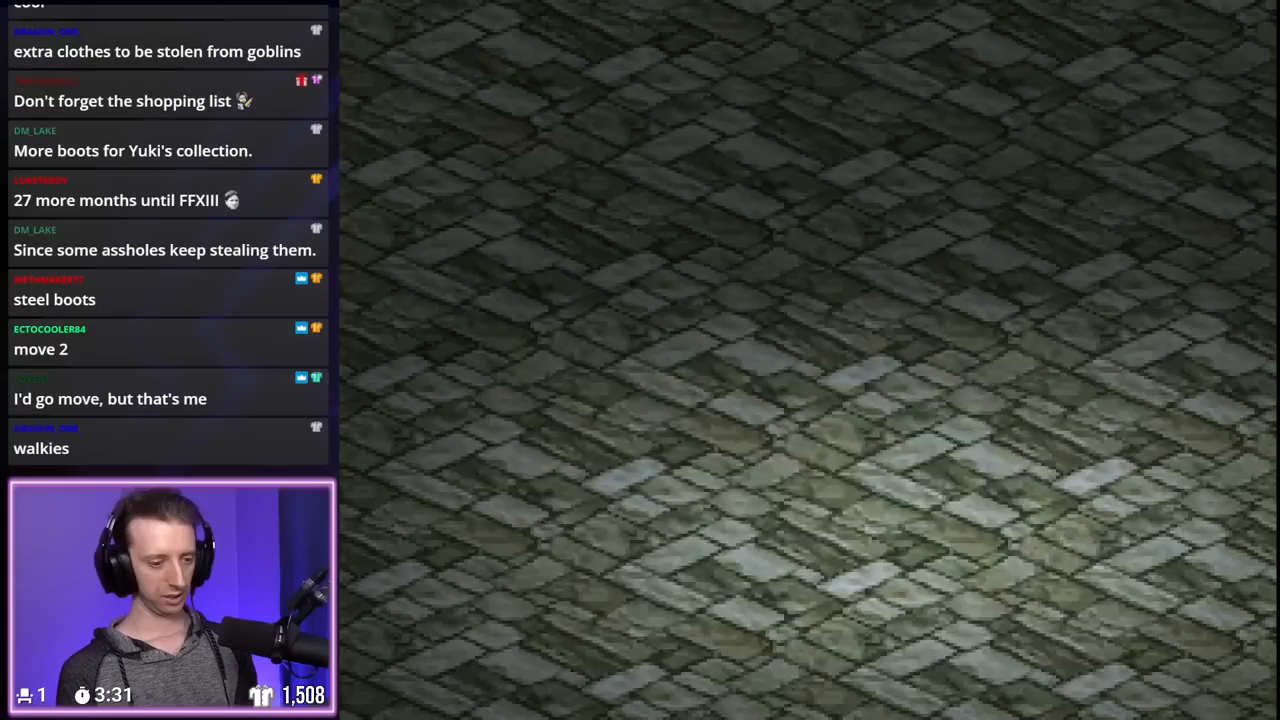 extra clothes to be stolen from goblins
Don't forget the shopping list
DM_LAKE
More boots for Yuki's collection.
27 more months until FFXIII
DM_LAKE
Since some assholes keep stealing them.
steel boots
ECTOCOOLER84
move 2
I'd go move, but that's me
walkies
1
3:31
1,508